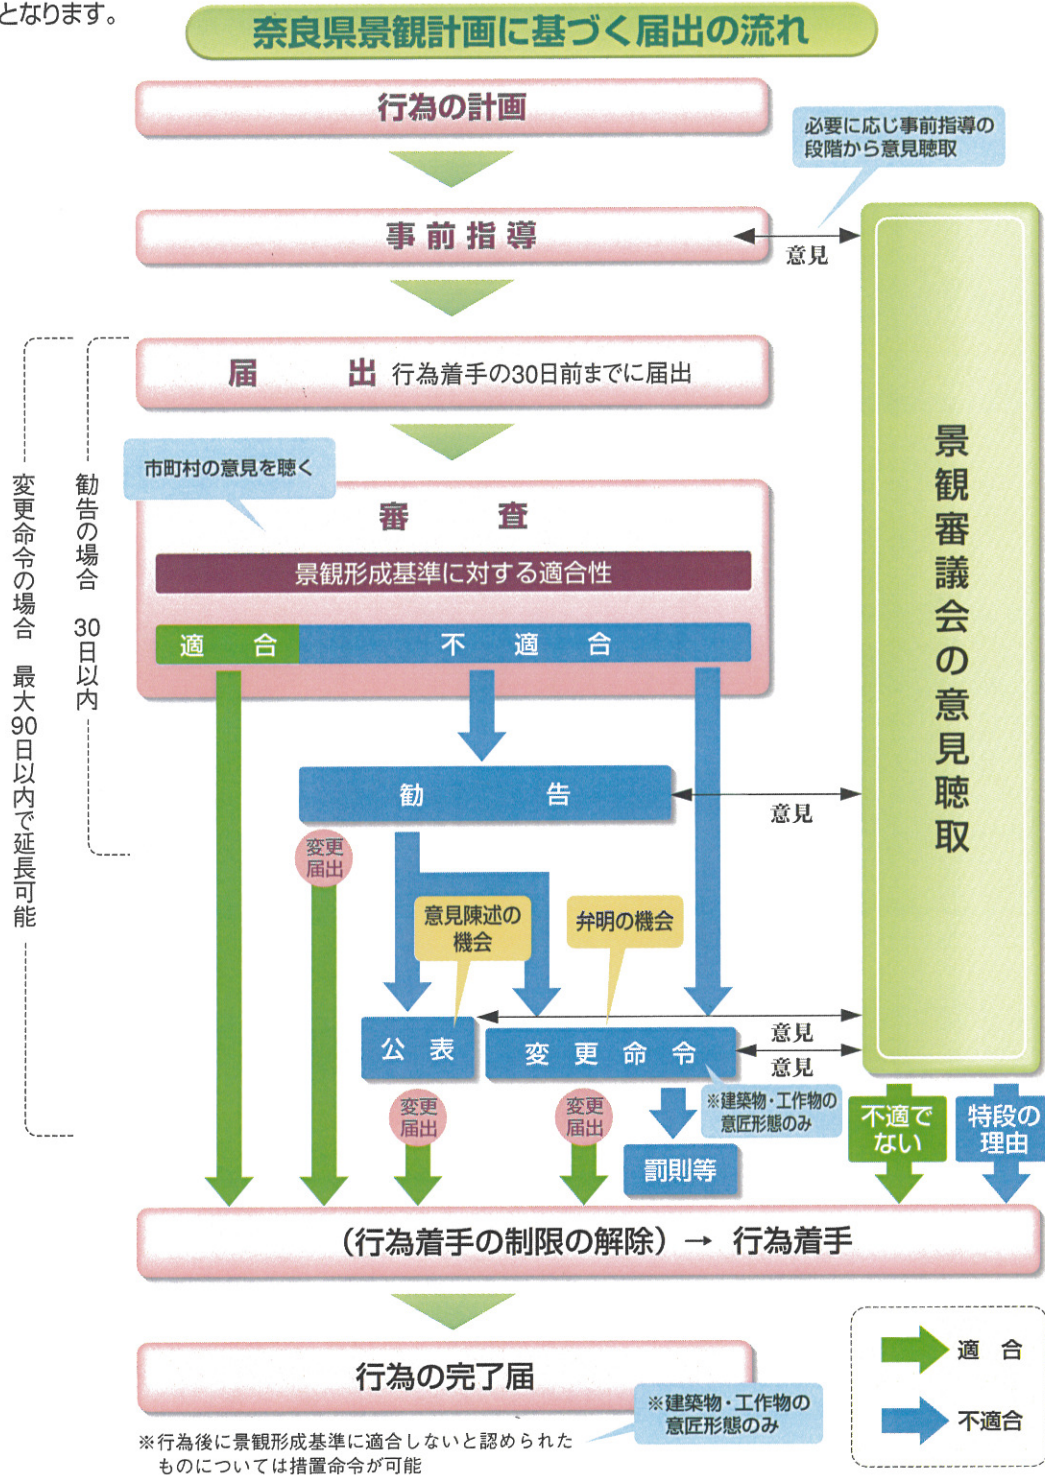 となります。
奈良県景観計画に基づく届出の流れ
行為の計画
必要に応じ事前指導の
段階から意見聴取
事前指導
意見
届 出 行為着手の30日前までに届出
市町村の意見を聴く
審 査
景観形成基準に対する適合性
適 合
不 適 合
勧告の場合 30日以内
変更命令の場合 最大90日以内で延長可能
景観審議会の意見聴取
勧 告
意見
変更
届出
意見陳述の
機会
弁明の機会
公 表
変 更 命 令
意見
意見
変更
届出
変更
届出
※建築物・工作物の
意匠形態のみ
罰則等
不適で
ない
特段の
理由
(行為着手の制限の解除)→ 行為着手
行為の完了届
※建築物・工作物の
意匠形態のみ
※行為後に景観形成基準に適合しないと認められた
ものについては措置命令が可能
適 合
不適合